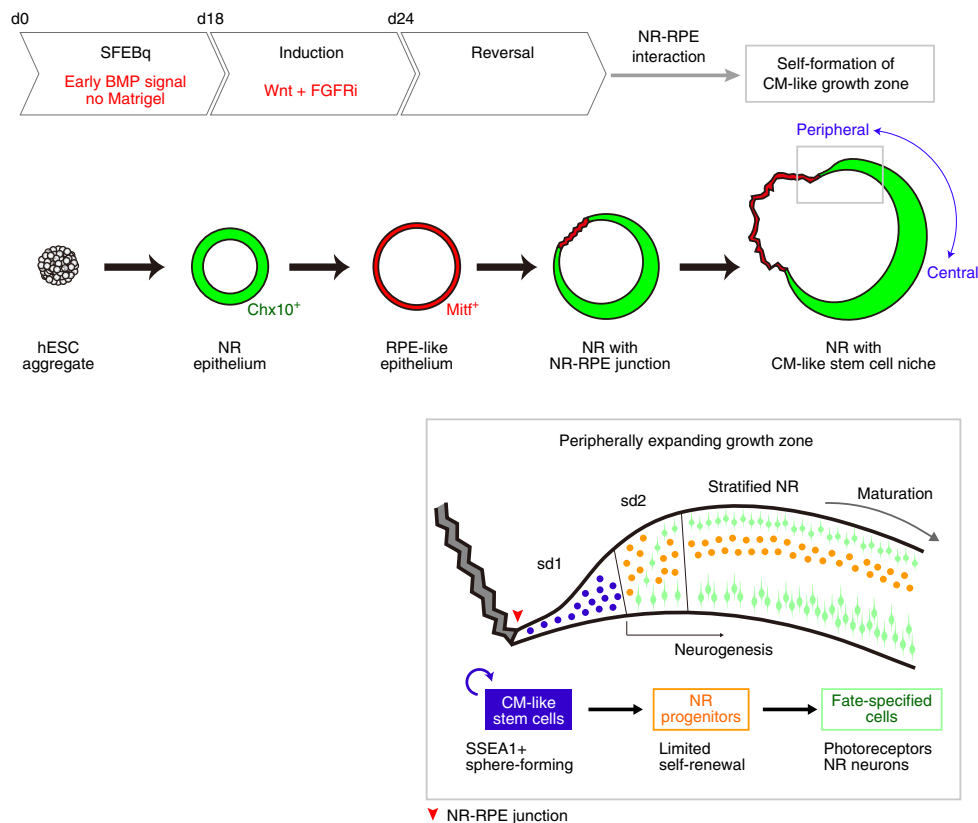 d0
d18
d24
SFEBq
Early BMP signal
no Matrigel
Induction
Wnt + FGFRi
Reversal
NR-RPE
interaction
Self-formation of
CM-like growth zone
Peripheral
Central
Chx10+
Mitf+
hESC
aggregate
NR
epithelium
RPE-like
epithelium
NR with
NR-RPE junction
NR with
CM-like stem cell niche
Peripherally expanding growth zone
sd1
sd2
Stratified NR
Maturation
Neurogenesis
CM-like
stem cells
NR
progenitors
Fate-specified
cells
SSEA1+
sphere-forming
Limited
self-renewal
Photoreceptors
NR neurons
NR-RPE junction